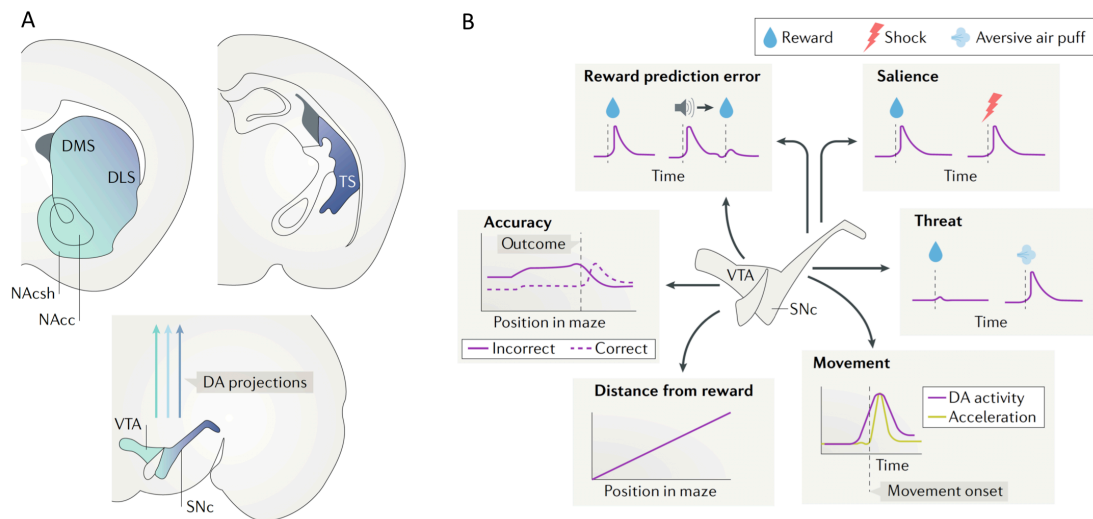 A
DMS
DLS
NAcsh
NAcc
TS
DA projections
VTA
SNc
B
Reward
Shock
Aversive air puff
Reward prediction error
Time
Salience
Time
Accuracy
Outcome
Position in maze
Incorrect
Correct
VTA
SNc
Threat
Time
Distance from reward
Position in maze
Movement
DA activity
Acceleration
Time
Movement onset